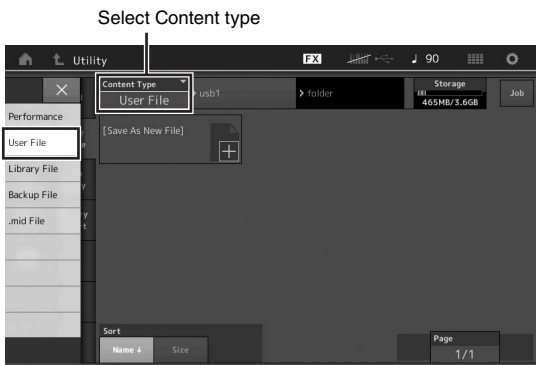 Select Content type
Utility
FX
♩ 90
Content Type
User File
usb1
> folder
Storage
465MB/3.6GB
Job
Performance
User File
Library File
Backup File
.mid File
[Save As New File]
Sort
Name ↓
Size
Page
1/1